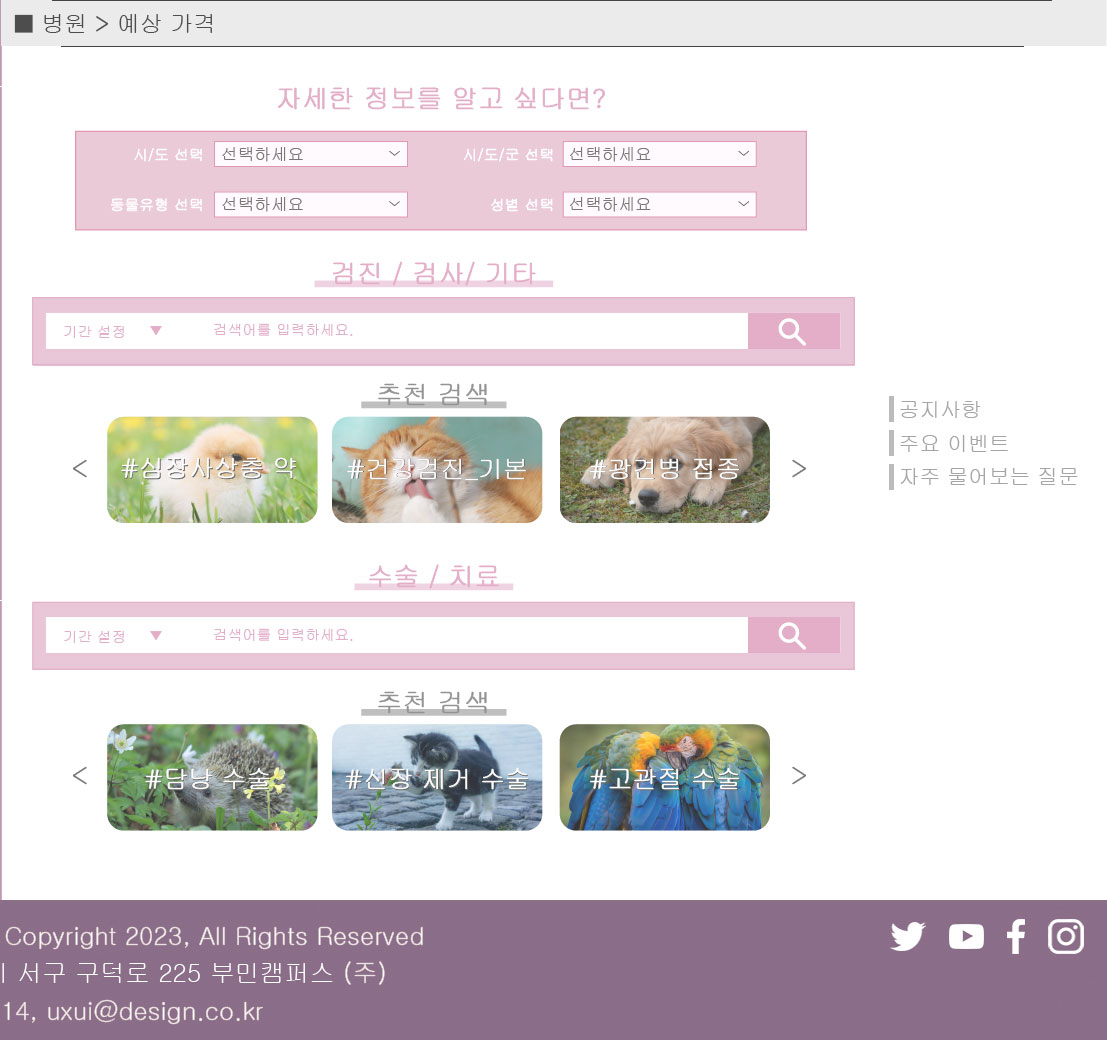 ■ 병원 > 예상 가격
자세한 정보를 알고 싶다면?
시/도 선택 선택하세요 시/도/군 선택 선택하세요
동물유형 선택 선택하세요 성별 선택 선택하세요
검진 / 검사/ 기타
기간 설정 ▼ 검색어를 입력하세요.
추천 검색
< #심장사상충 약 #건강검진_기본 #광견병 접종 >
공지사항
주요 이벤트
자주 물어보는 질문
수술 / 치료
기간 설정 ▼ 검색어를 입력하세요.
추천 검색
< #담낭 수술 #신장 제거 수술 #고관절 수술 >
Copyright 2023, All Rights Reserved
서구 구덕로 225 부민캠퍼스 (주)
14, uxui@design.co.kr